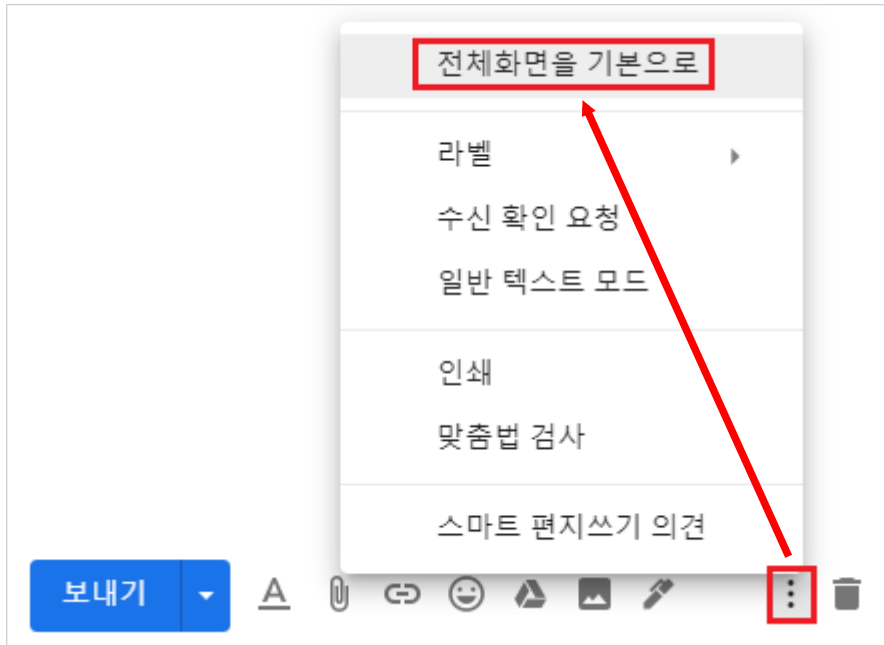 전체화면을 기본으로
라벨
수신 확인 요청
일반 텍스트 모드
인쇄
맞춤법 검사
스마트 편지쓰기 의견
보내기